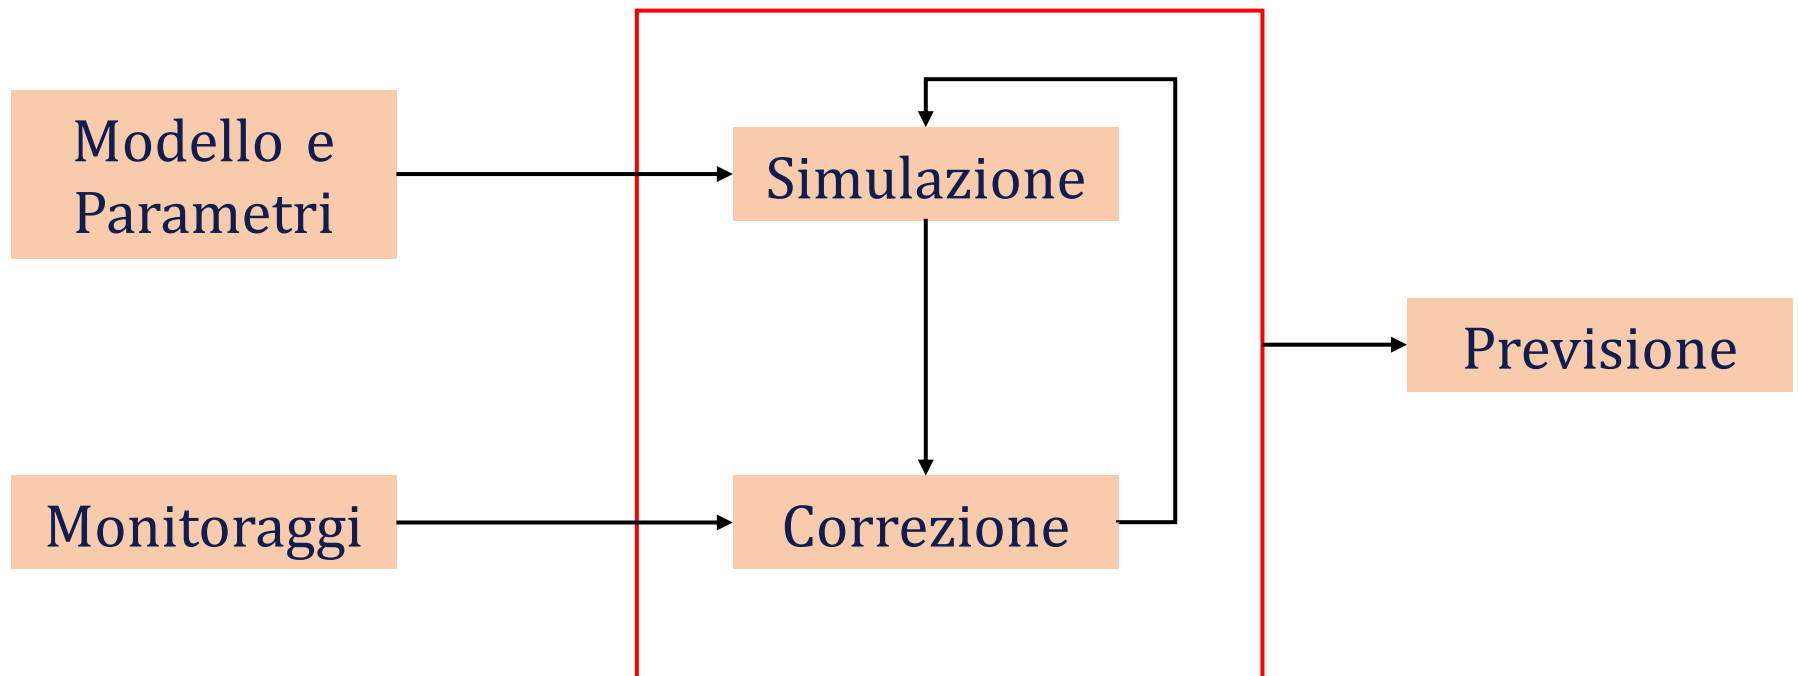 Modello e
Parametri
Simulazione
Previsione
Monitoraggi
Correzione